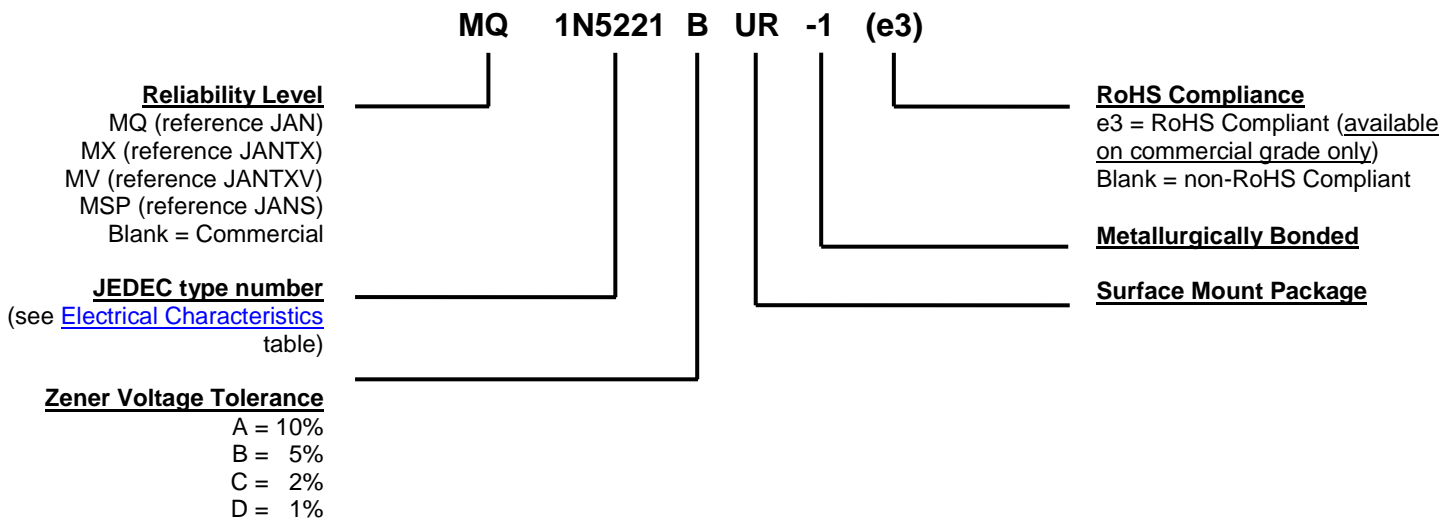 MQ 1N5221 B UR -1 (e3)
Reliability Level
MQ (reference JAN)
MX (reference JANTX)
MV (reference JANTXV)
MSP (reference JANS)
Blank = Commercial
JEDEC type number
(see Electrical Characteristics
table)
Zener Voltage Tolerance
A = 10%
B = 5%
C = 2%
D = 1%
RoHS Compliance
e3 = RoHS Compliant (available
on commercial grade only)
Blank = non-RoHS Compliant
Metallurgically Bonded
Surface Mount Package